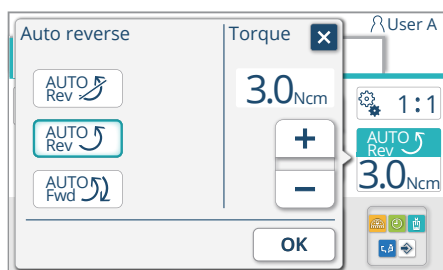 Auto reverse
Torque
User A
AUTO
Rev
3.0Ncm
1:1
AUTO
Rev
+
AUTO
Rev
3.0Ncm
AUTO
Fwd
−
OK